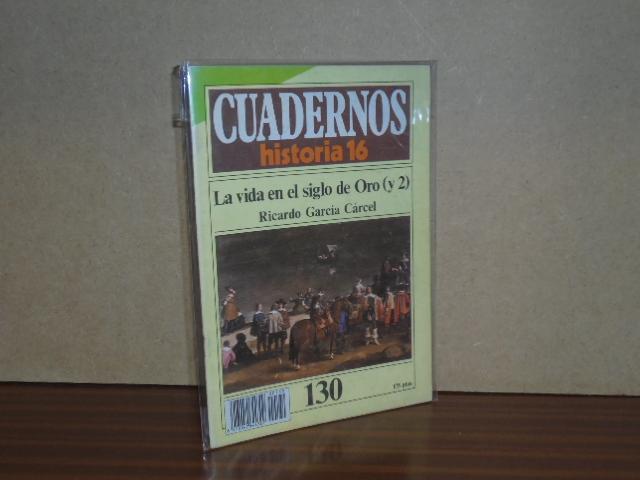 CUADERNOS
historia 16
La vida en el siglo de Oro (y 2)
Ricardo García Cárcel
130